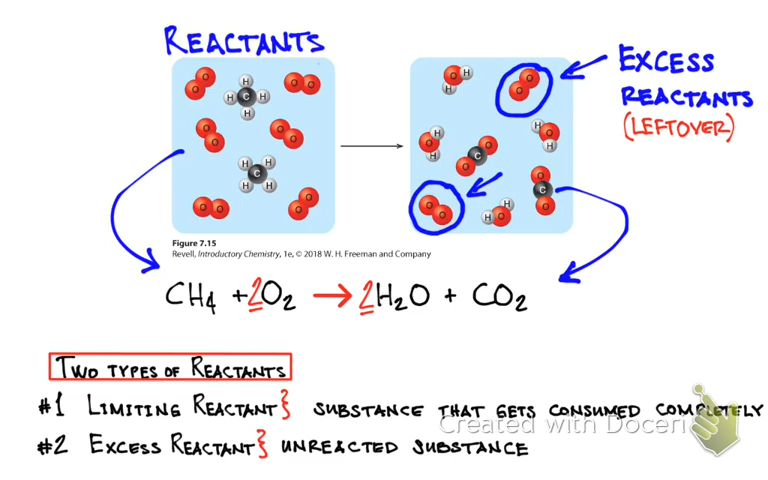 REACTANTS
EXCESS
REACTANTS
(LEFTOVER)
O O H H C H H O O
O O O O
H H C H H
O O O O
O H H O O
H O H H O H
O C O O C O
O O H O H
Figure 7.15
Revell, Introductory Chemistry, 1e, © 2018 W. H. Freeman and Company
CH4 + 2O2 → 2H2O + CO2
TWO TYPES OF REACTANTS
#1 LIMITING REACTANT } SUBSTANCE THAT GETS CONSUMED COMPLETELY
Created with Doceri
#2 EXCESS REACTANT } UNREACTED SUBSTANCE